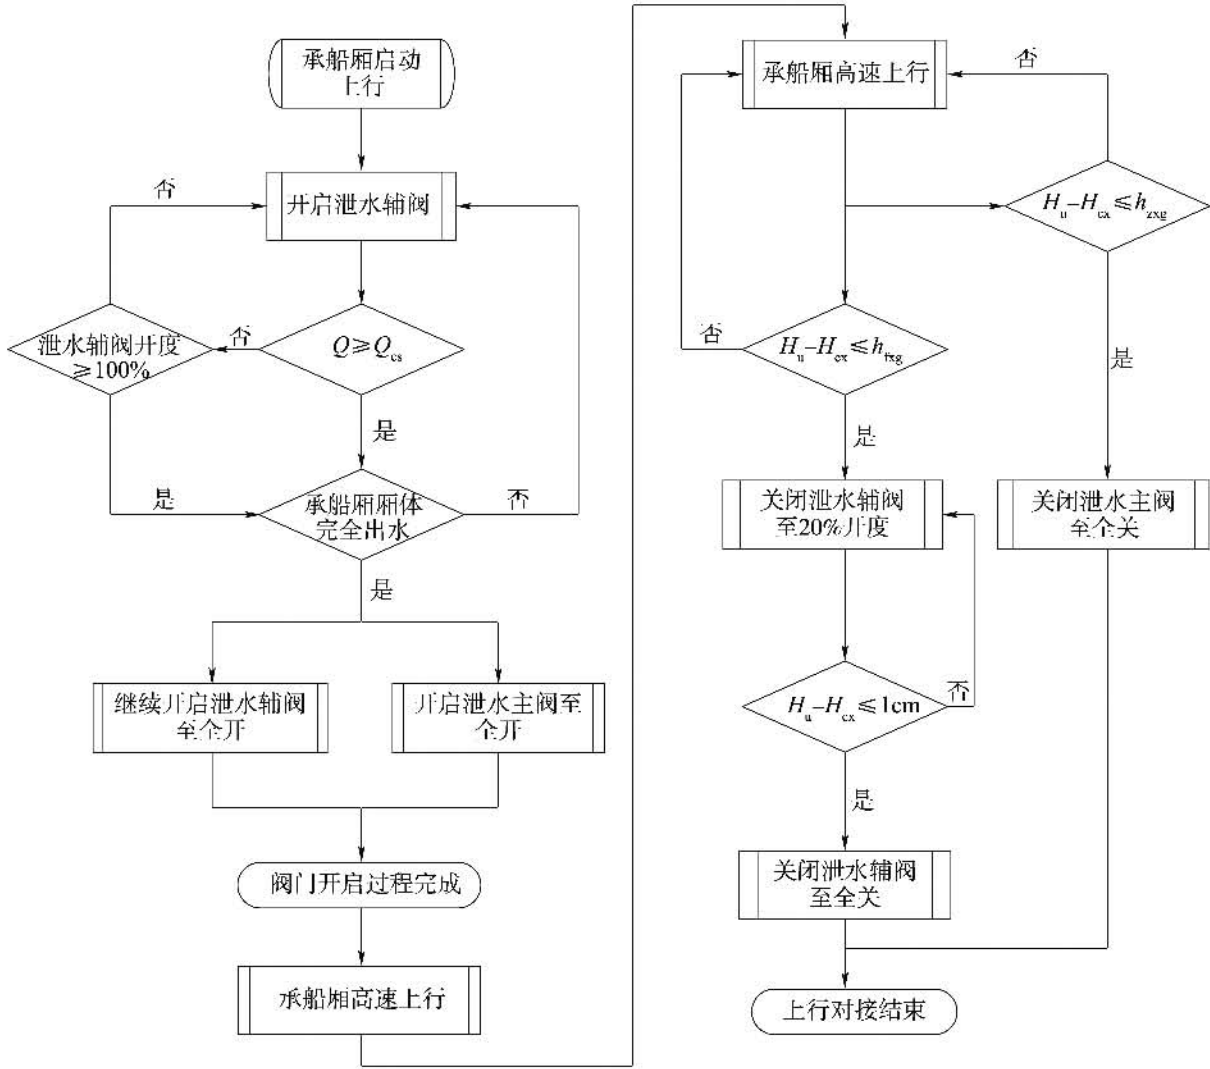 承船厢启动
上行
开启泄水辅阀
否
泄水辅阀开度
≥100%
否
Q≥Qcs
是
是
承船厢厢体
完全出水
否
是
继续开启泄水辅阀
至全开
开启泄水主阀至
全开
阀门开启过程完成
承船厢高速上行
承船厢高速上行
否
Hu–Hcx≤hzxg
否
Hu–Hcx≤hfxg
是
是
关闭泄水辅阀
至20%开度
关闭泄水主阀
至全关
Hu–Hcx≤1cm
否
是
关闭泄水辅阀
至全关
上行对接结束